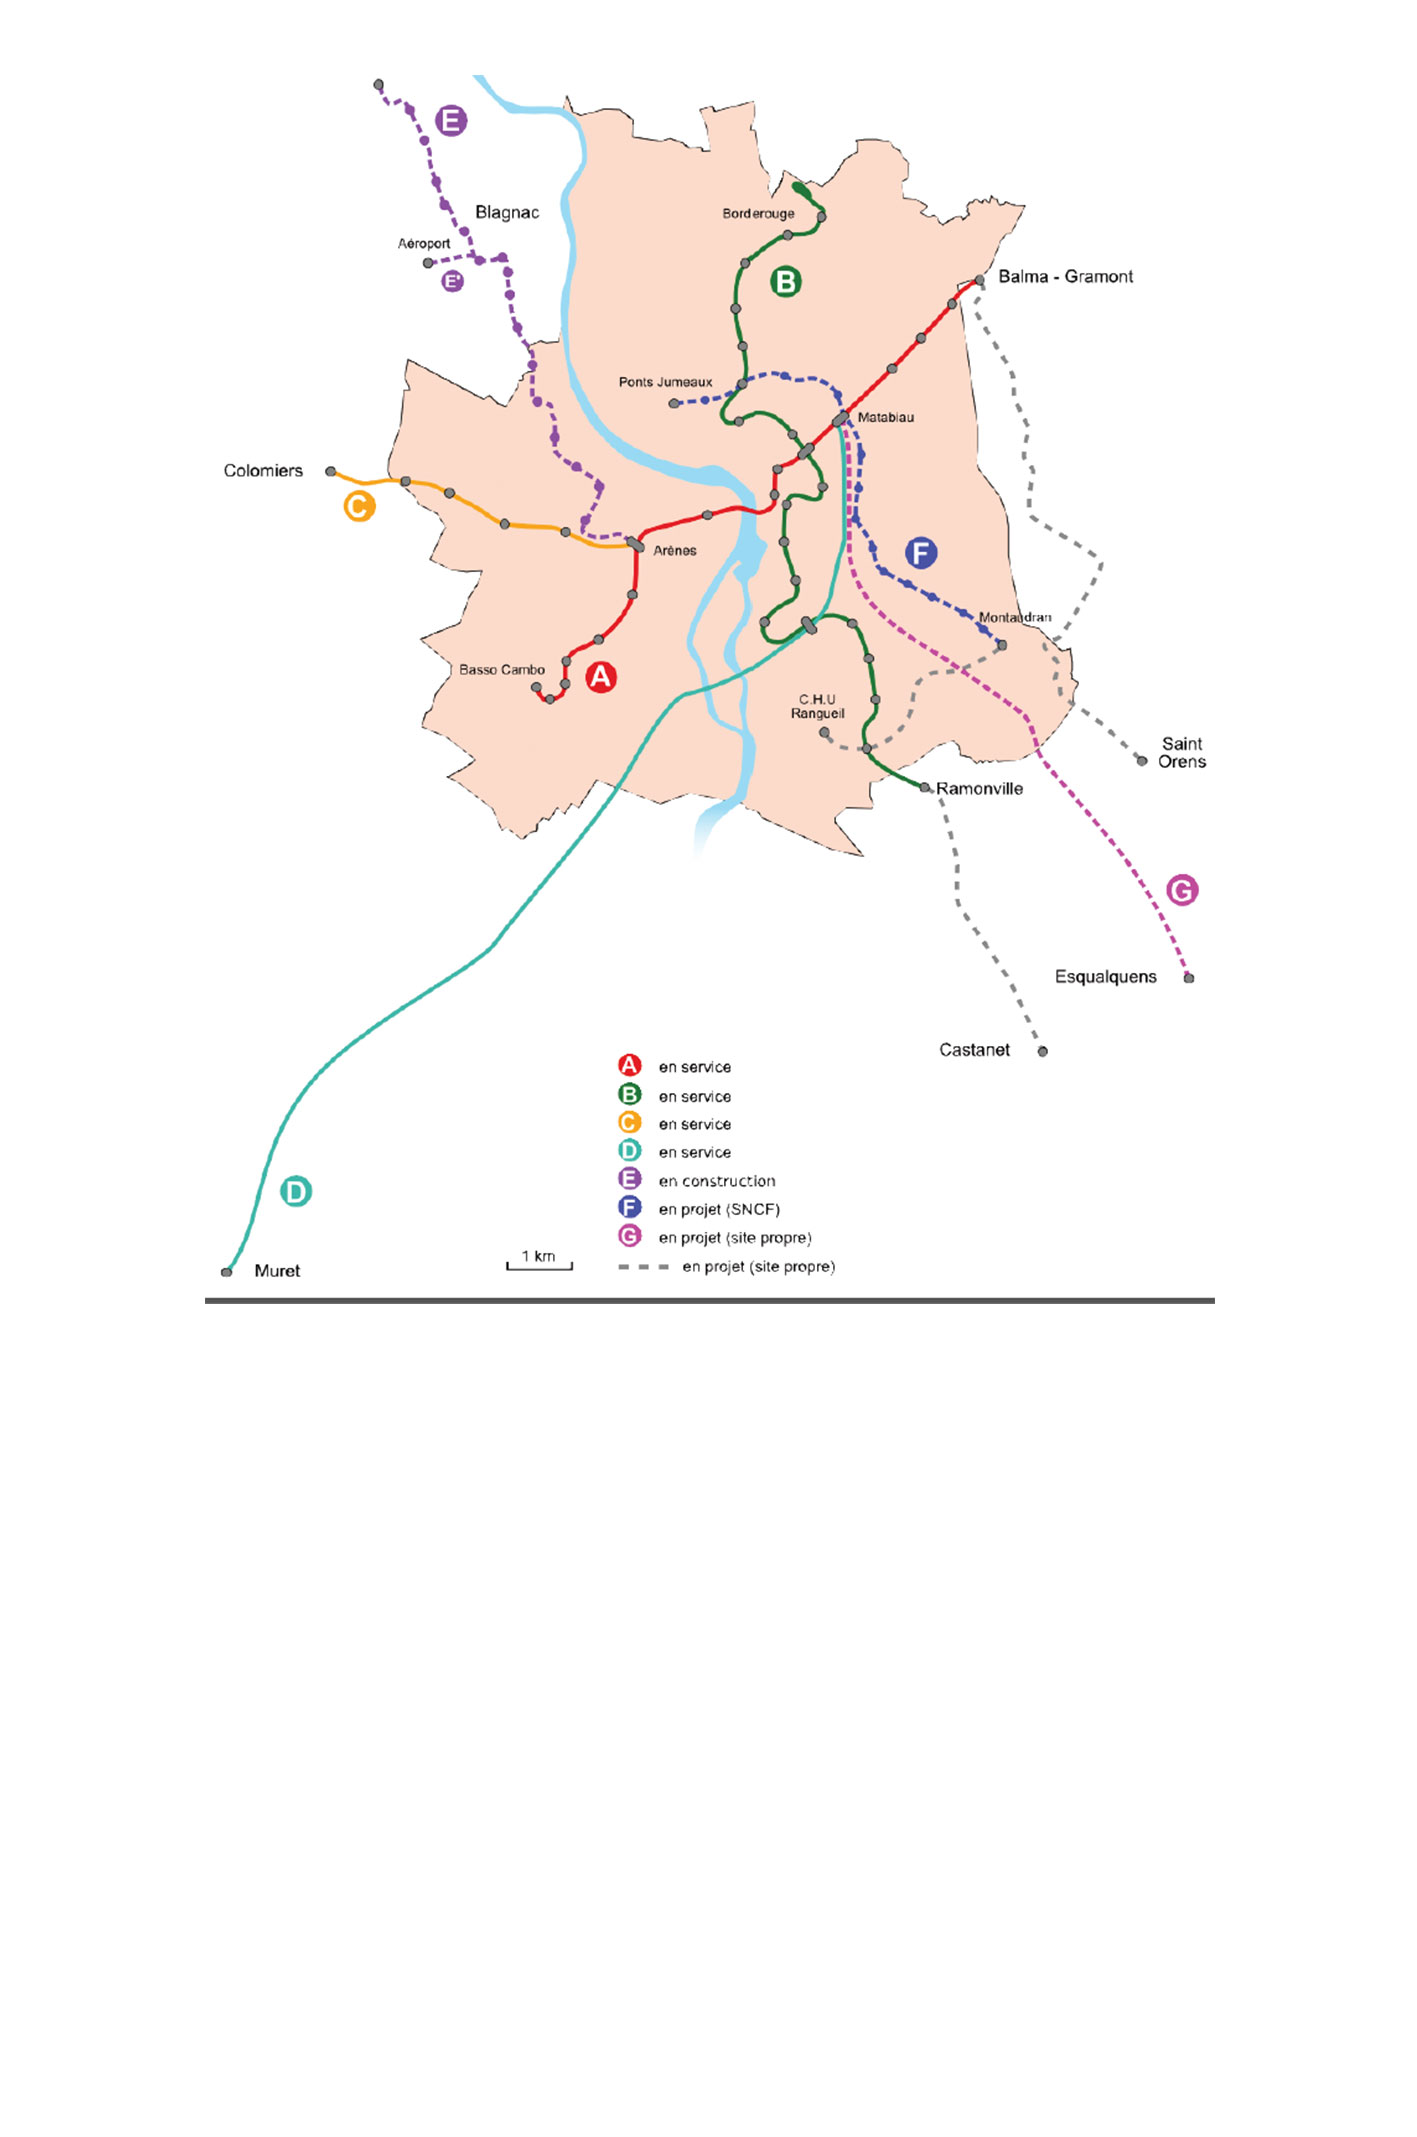 E
Blagnac
Aéroport
E'
Borderouge
B
Balma - Gramont
Ponts Jumeaux
Matabiau
Colomiers
C
Arènes
F
Montaudran
Basso Cambo
A
C.H.U
Rangueil
Saint
Orens
Ramonville
G
Esqualquens
Castanet
A en service
B en service
C en service
D en service
E en construction
F en projet (SNCF)
G en projet (site propre)
en projet (site propre)
D
1 km
Muret